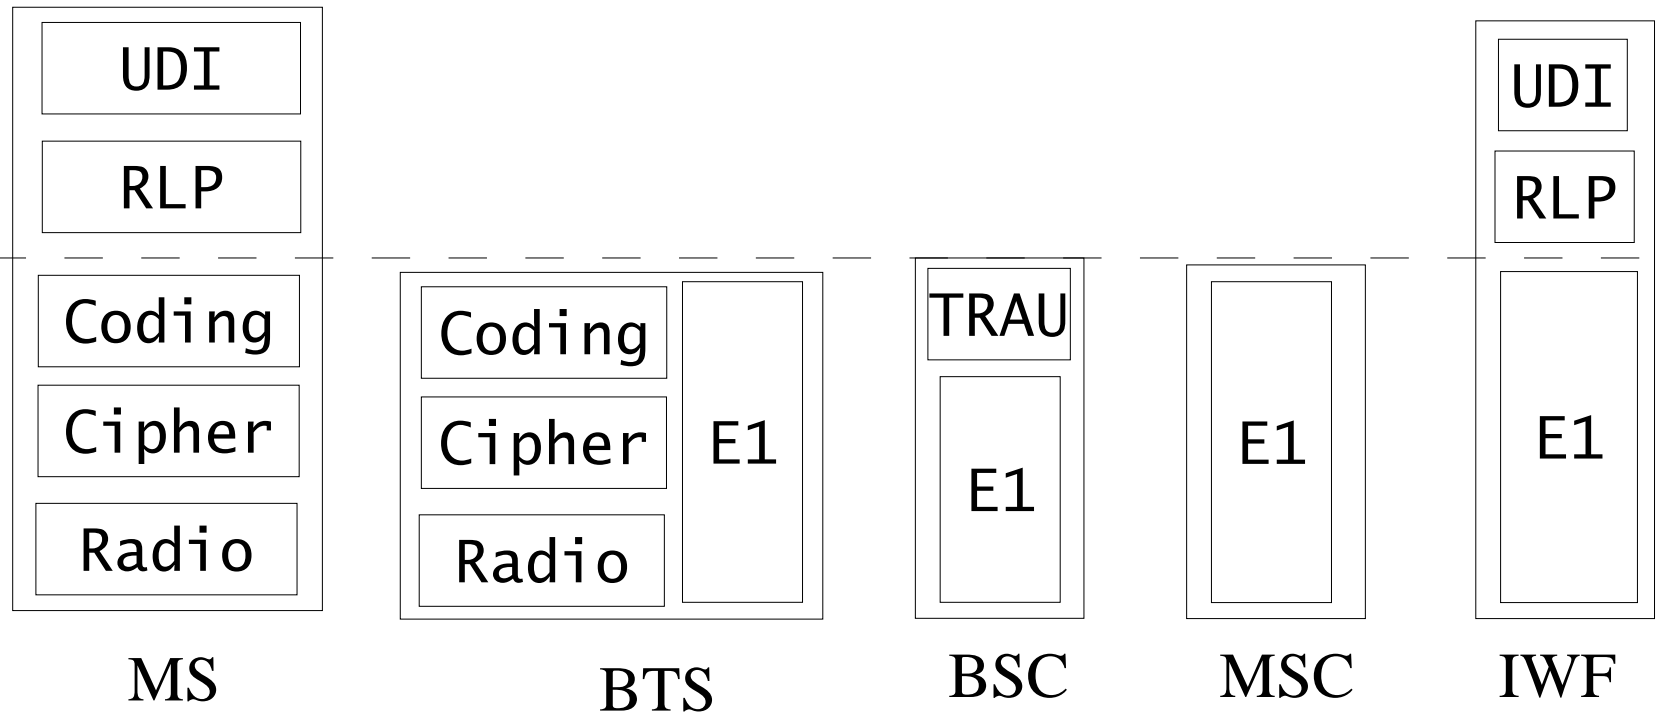 UDI
RLP
Coding
Cipher
Radio
MS
Coding
Cipher
Radio
E1
BTS
TRAU
E1
BSC
E1
MSC
UDI
RLP
E1
IWF